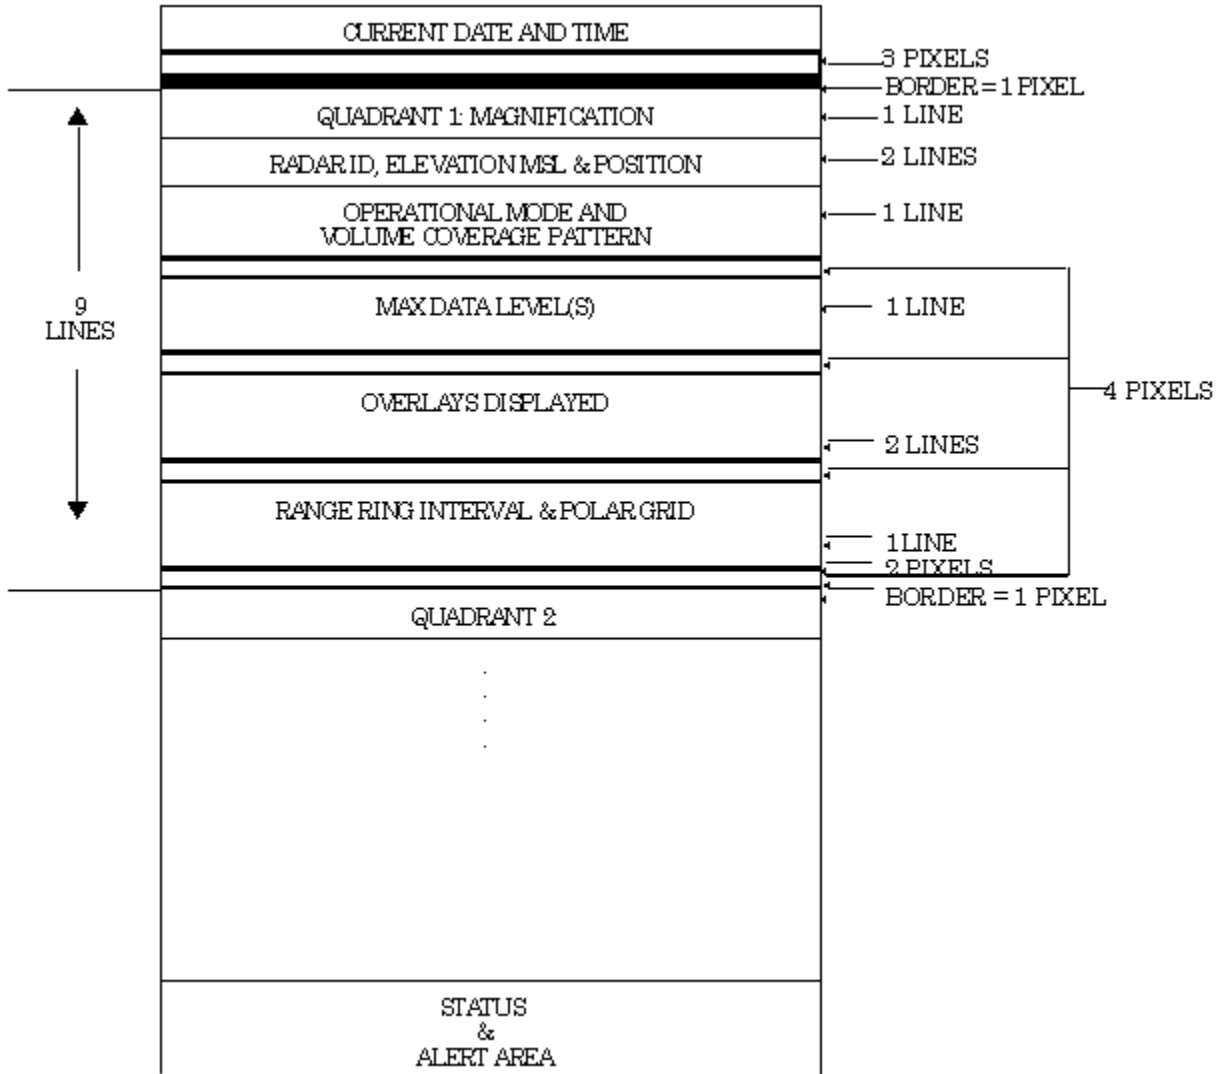 CURRENT DATE AND TIME
3 PIXELS
BORDER = 1 PIXEL
QUADRANT 1: MAGNIFICATION
1 LINE
RADAR ID, ELEVATION MSL & POSITION
2 LINES
OPERATIONAL MODE AND
VOLUME COVERAGE PATTERN
1 LINE
9
LINES
MAX DATA LEVEL(S)
1 LINE
4 PIXELS
OVERLAYS DISPLAYED
2 LINES
RANGE RING INTERVAL & POLAR GRID
1 LINE
2 PIXELS
BORDER = 1 PIXEL
QUADRANT 2:
STATUS
&
ALERT AREA